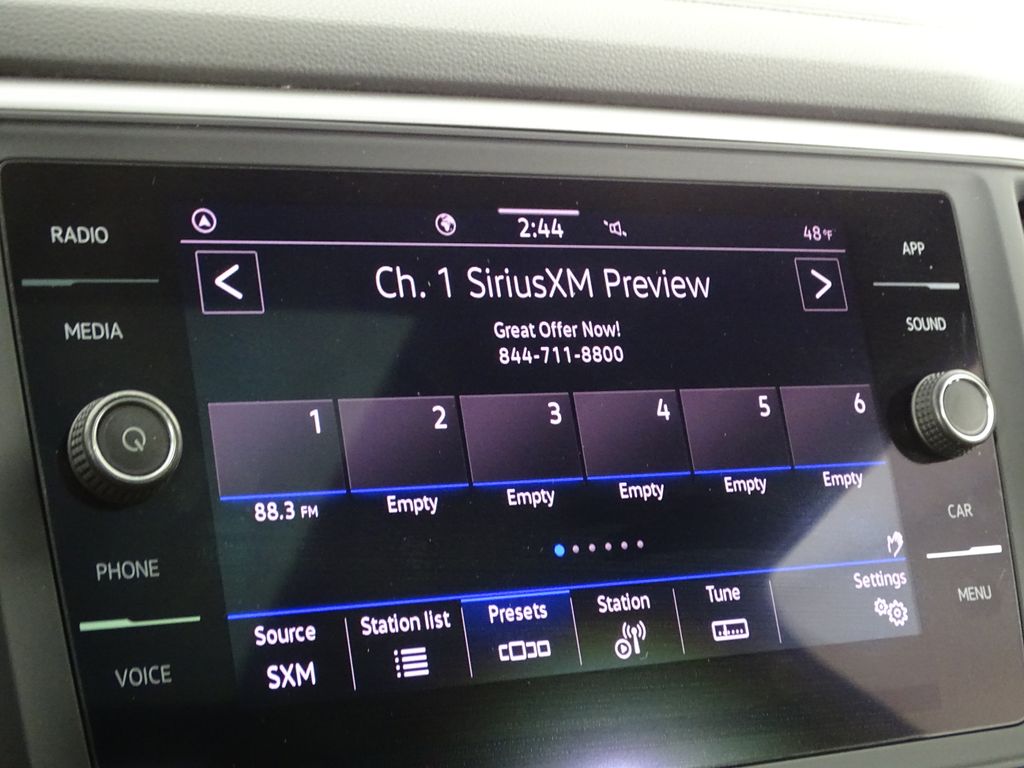 RADIO
MEDIA
PHONE
VOICE
2:44
48°F
Ch. 1 SiriusXM Preview
Great Offer Now!
844-711-8800
1 2 3 4 5 6
88.3 FM Empty Empty Empty Empty Empty
Source Station list Presets Station Tune Settings
SXM
APP
SOUND
CAR
MENU